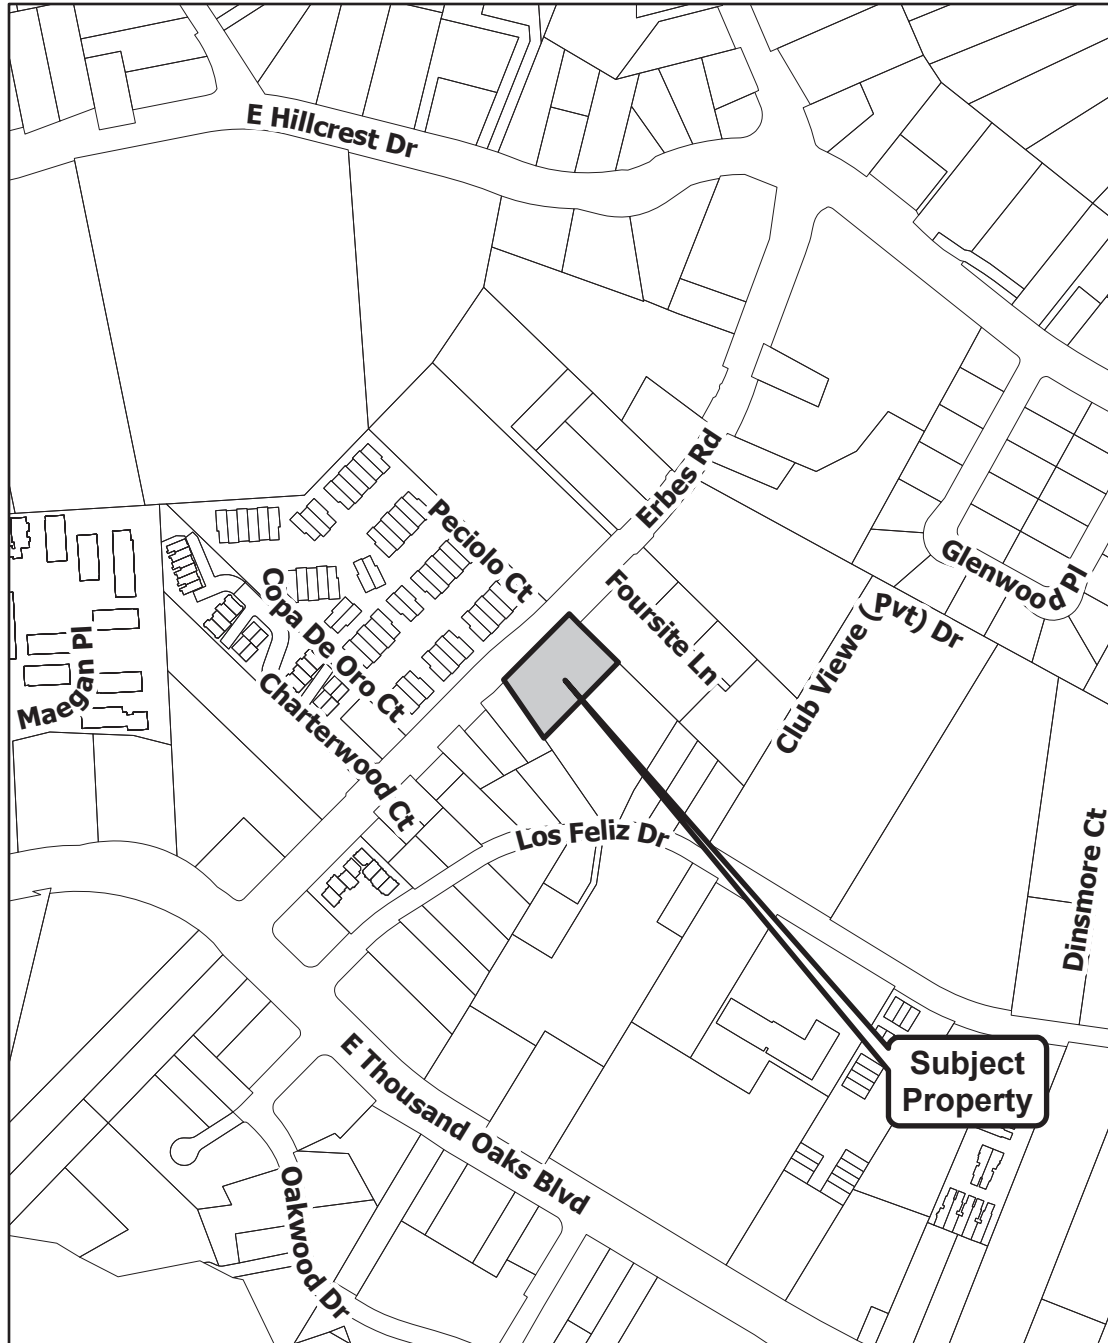 E Hillcrest Dr
Erbes Rd
Peciolo Ct
Glenwood Pl
Foursite Ln
Copa De Oro Ct
Club Viewe (Pvt) Dr
Maegan Pl
Charterwood Ct
Los Feliz Dr
Dinsmore Ct
Subject
Property
E Thousand Oaks Blvd
Oakwood Dr